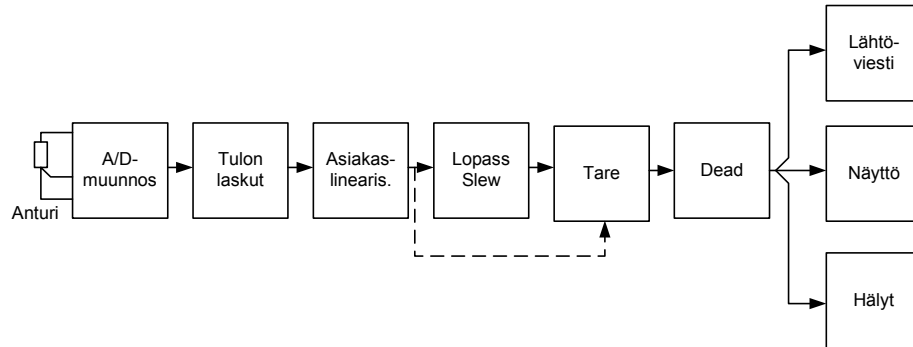 Anturi
A/D-
muunnos
Tulon
laskut
Asiakas-
linearis.
Lopass
Slew
Tare
Dead
Lähtö-
viesti
Näyttö
Hälyt